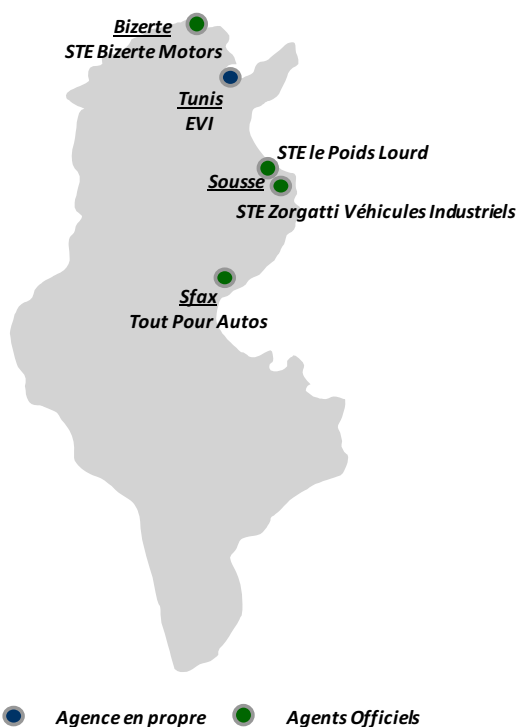 Bizerte
STE Bizerte Motors
Tunis
EVI
STE le Poids Lourd
Sousse
STE Zorgatti Véhicules Industriels
Sfax
Tout Pour Autos
Agence en propre
Agents Officiels